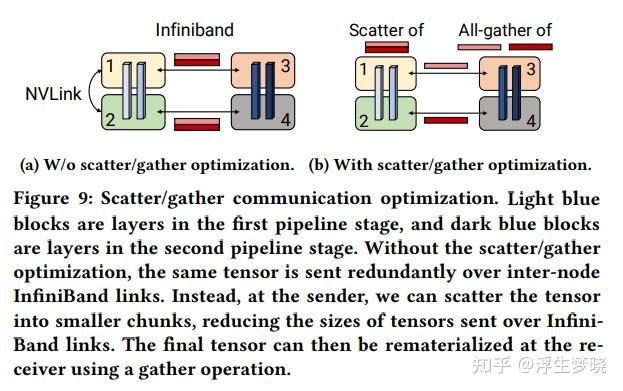 Infiniband
Scatter of
All-gather of
1
3
NVLink
2
4
1
3
2
4
(a) W/o scatter/gather optimization.
(b) With scatter/gather optimization.
Figure 9: Scatter/gather communication optimization. Light blue
blocks are layers in the first pipeline stage, and dark blue blocks
are layers in the second pipeline stage. Without the scatter/gather
optimization, the same tensor is sent redundantly over inter-node
InfiniBand links. Instead, at the sender, we can scatter the tensor
into smaller chunks, reducing the sizes of tensors sent over Infini-
Band links. The final tensor can then be rematerialized at the re-
ceiver using a gather operation.
知乎 @浮生梦晓